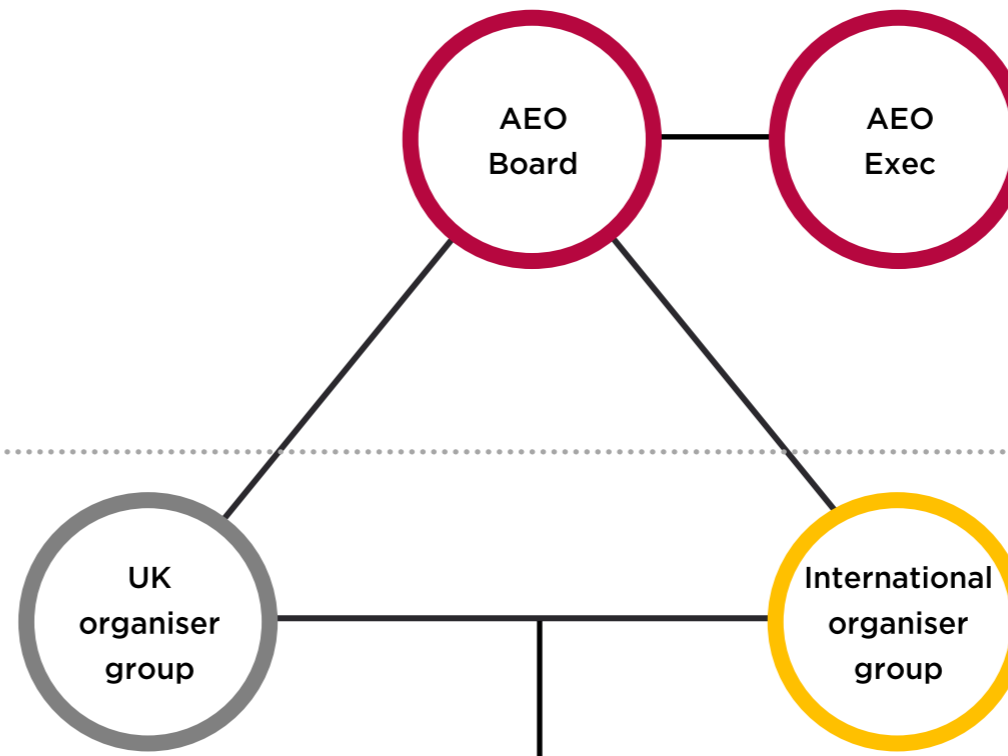 AEO
Board
AEO
Exec
UK
organiser
group
International
organiser
group